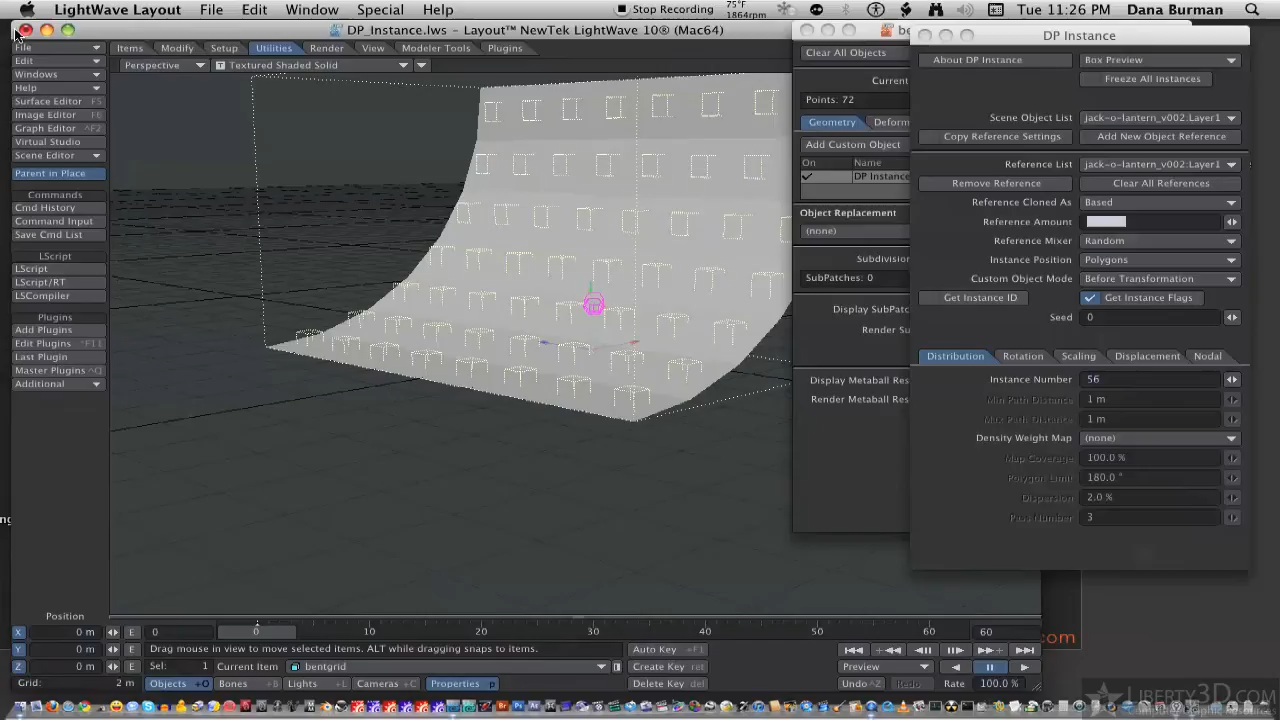 LightWave Layout File Edit Window Special Help Stop Recording 75°F 1864rpm Tue 11:26 PM Dana Burman
DP_Instance.lws – Layout™ NewTek LightWave 10® (Mac64)
DP Instance
File
Items Modify Setup Utilities Render View Modeler Tools Plugins
Perspective Textured Shaded Solid
Edit
Windows
Help
Surface Editor F5
Image Editor F6
Graph Editor ^F2
Virtual Studio
Scene Editor
Parent in Place
Commands
Cmd History
Command Input
Save Cmd List
LScript
LScript
LScript/RT
LSCompiler
Plugins
Add Plugins
Edit Plugins ^F11
Last Plugin
Master Plugins ^Q
Additional
Clear All Objects
Current
Points: 72
Geometry Deform
Add Custom Object
On Name
DP Instance
Object Replacement
(none)
Subdivision
SubPatches: 0
Display SubPatc
Render Su
Display Metaball Res
Render Metaball Res
About DP Instance Box Preview
Freeze All Instances
Scene Object List jack-o-lantern_v002:Layer1
Copy Reference Settings Add New Object Reference
Reference List jack-o-lantern_v002:Layer1
Remove Reference Clear All References
Reference Cloned As Based
Reference Amount
Reference Mixer Random
Instance Position Polygons
Custom Object Mode Before Transformation
Get Instance ID Get Instance Flags
Seed 0
Distribution Rotation Scaling Displacement Nodal
Instance Number 56
Min Path Distance 1 m
Max Path Distance 1 m
Density Weight Map (none)
Map Coverage 100.0 %
Polygon Limit 180.0 °
Dispersion 2.0 %
Pass Number 3
Position
X 0 m E 0 0 10 20 30 40 50 60 60
Y 0 m E Drag mouse in view to move selected items. ALT while dragging snaps to items. Auto Key ^F1
Z 0 m E Sel: 1 Current Item bentgrid Create Key ret Preview
Grid: 2 m Objects +O Bones +B Lights +L Cameras +C Properties p Delete Key del Undo ^Z Redo Rate 100.0 %
com
LIBERTY3D.COM